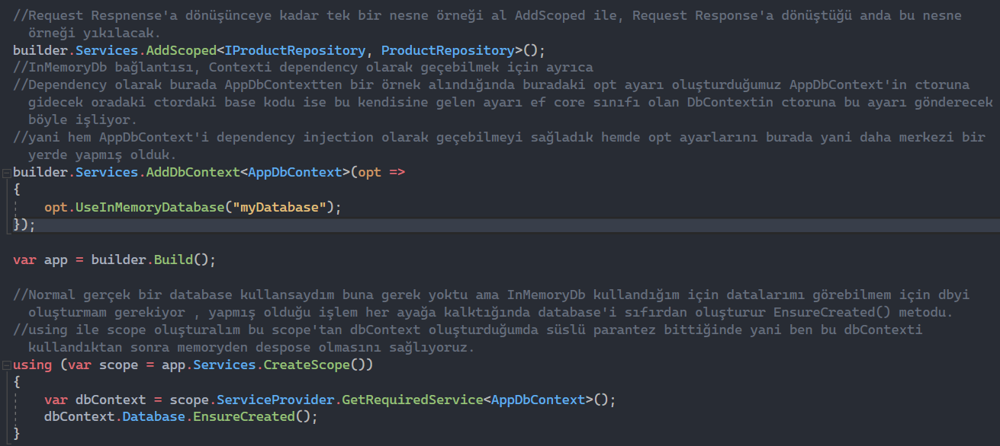 //Request Respnense'a dönüşünceye kadar tek bir nesne örneği al AddScoped ile, Request Response'a dönüştüğü anda bu nesne
örneği yıkılacak.
builder.Services.AddScoped<IProductRepository, ProductRepository>();
//InMemoryDb bağlantısı, Contexti dependency olarak geçebilmek için ayrıca
//Dependency olarak burada AppDbContextten bir örnek alındığında buradaki opt ayarı oluşturduğumuz AppDbContext'in ctoruna
gidecek oradaki ctordaki base kodu ise bu kendisine gelen ayarı ef core sınıfı olan DbContextin ctoruna bu ayarı gönderecek
böyle işliyor.
//yani hem AppDbContext'i dependency injection olarak geçebilmeyi sağladık hemde opt ayarlarını burada yani daha merkezi bir
yerde yapmış olduk.
builder.Services.AddDbContext<AppDbContext>(opt =>
{
opt.UseInMemoryDatabase("myDatabase");
});
var app = builder.Build();
//Normal gerçek bir database kullansaydım buna gerek yoktu ama InMemoryDb kullandığım için datalarımı görebilmem için dbyi
oluşturmam gerekiyor , yapmış olduğu işlem her ayağa kalktığında database'i sıfırdan oluşturur EnsureCreated() metodu.
//using ile scope oluşturalım bu scope'tan dbContext oluşturduğumda süslü parantez bittiğinde yani ben bu dbContexti
kullandıktan sonra memoryden despose olmasını sağlıyoruz.
using (var scope = app.Services.CreateScope())
{
var dbContext = scope.ServiceProvider.GetRequiredService<AppDbContext>();
dbContext.Database.EnsureCreated();
}